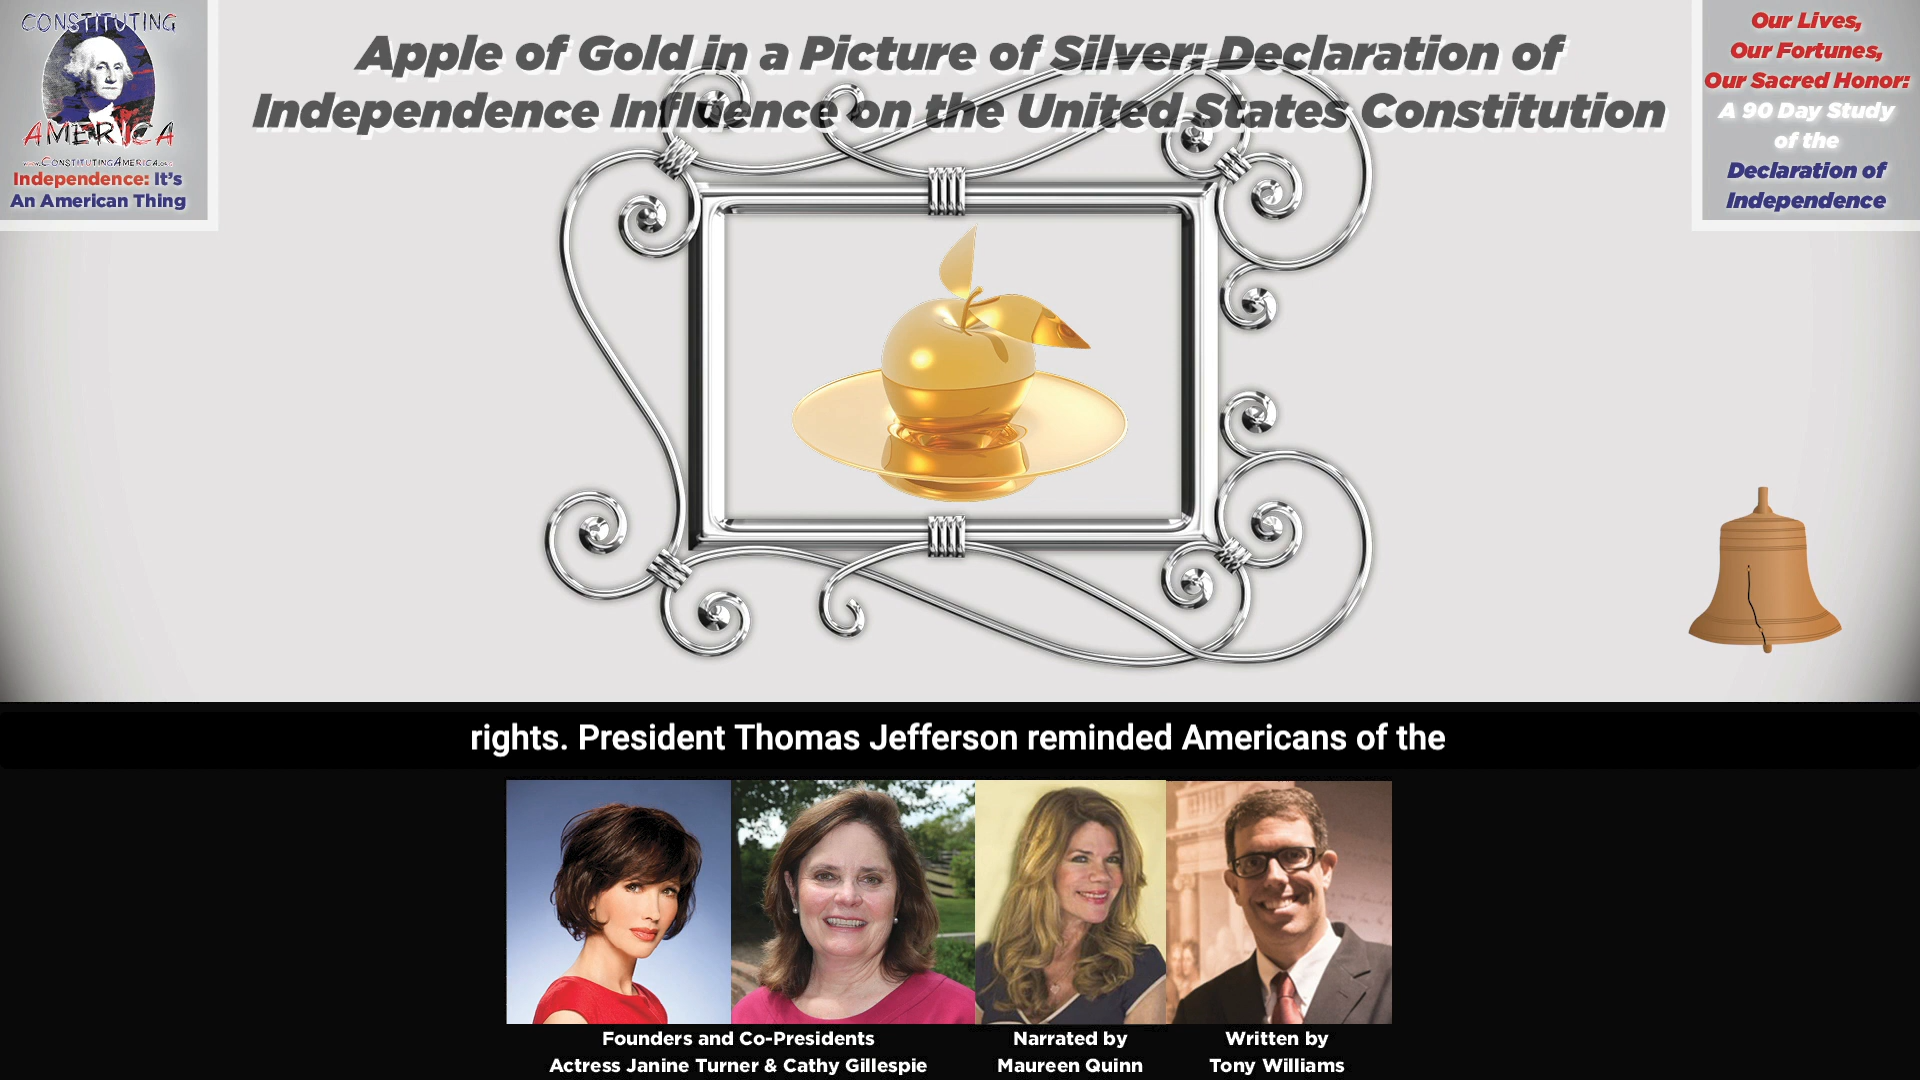 CONSTITUTING
AMERICA
www.CONSTITUTINGAMERICA.org
Independence: It's
An American Thing
Apple of Gold in a Picture of Silver: Declaration of
Independence Influence on the United States Constitution
Our Lives,
Our Fortunes,
Our Sacred Honor:
A 90 Day Study
of the
Declaration of
Independence
rights. President Thomas Jefferson reminded Americans of the
Founders and Co-Presidents
Actress Janine Turner & Cathy Gillespie
Narrated by
Maureen Quinn
Written by
Tony Williams